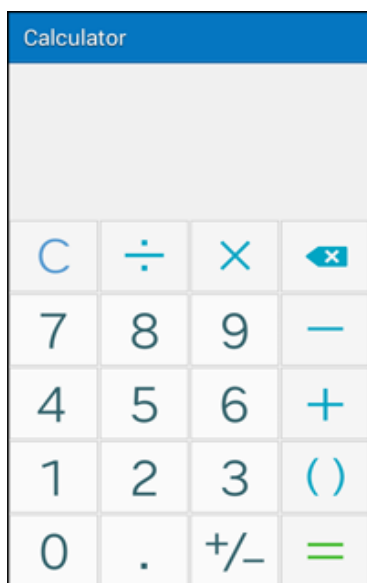 Calculator
C ÷ ×
7 8 9 −
4 5 6 +
1 2 3 ( )
0 . +/− =